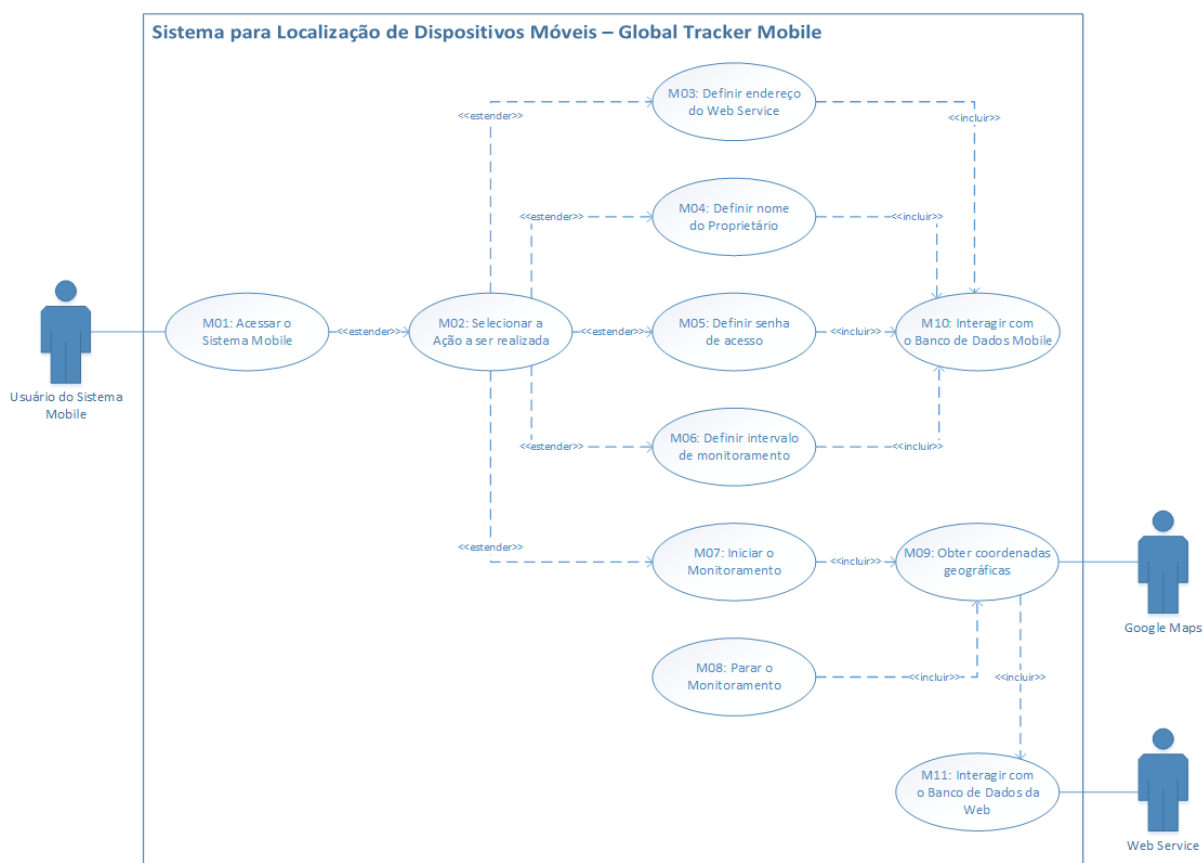 Sistema para Localização de Dispositivos Móveis – Global Tracker Mobile
M03: Definir endereço
do Web Service
<<estender>>
<<incluir>>
M04: Definir nome
do Proprietário
<<estender>>
<<incluir>>
Usuário do Sistema
Mobile
M01: Acessar o
Sistema Mobile
<<estender>>
M02: Selecionar a
Ação a ser realizada
<<estender>>
M05: Definir senha
de acesso
<<incluir>>
M10: Interagir com
o Banco de Dados Mobile
<<estender>>
M06: Definir intervalo
de monitoramento
<<incluir>>
<<estender>>
M07: Iniciar o
Monitoramento
<<incluir>>
M09: Obter coordenadas
geográficas
Google Maps
M08: Parar o
Monitoramento
<<incluir>>
<<incluir>>
M11: Interagir com
o Banco de Dados da
Web
Web Service